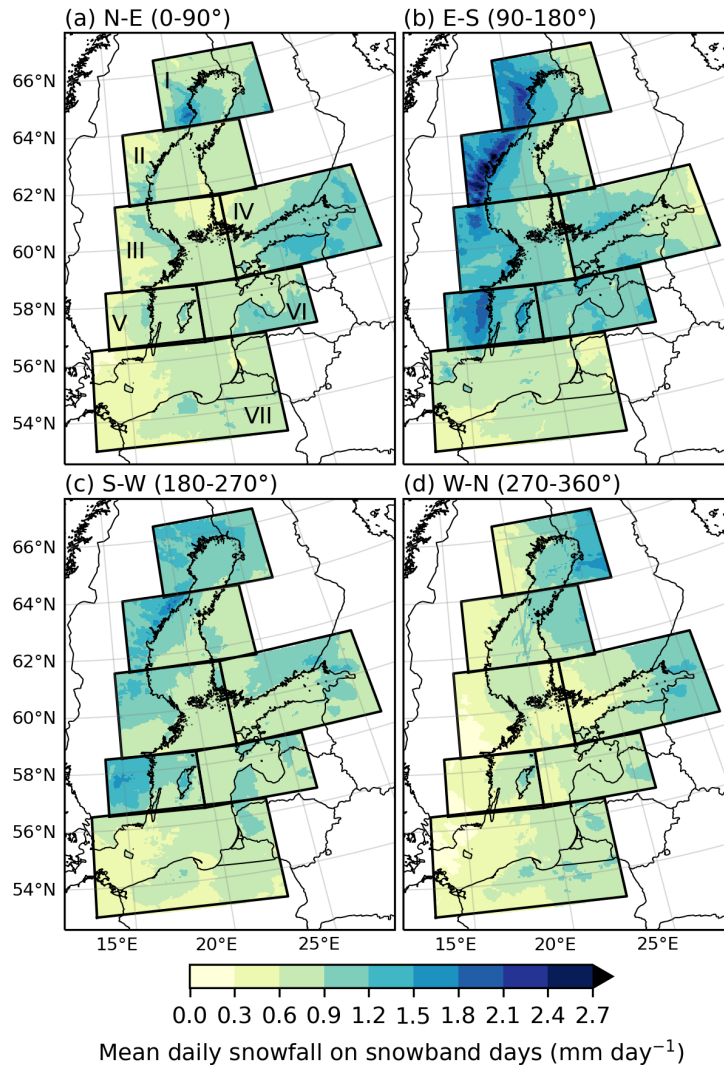 (a) N-E (0-90°) (b) E-S (90-180°)
66°N
64°N
62°N
60°N
58°N
56°N
54°N
I
II
III
IV
V
VI
VII
(c) S-W (180-270°) (d) W-N (270-360°)
66°N
64°N
62°N
60°N
58°N
56°N
54°N
15°E 20°E 25°E 15°E 20°E 25°E
0.0 0.3 0.6 0.9 1.2 1.5 1.8 2.1 2.4 2.7
Mean daily snowfall on snowband days (mm day⁻¹)